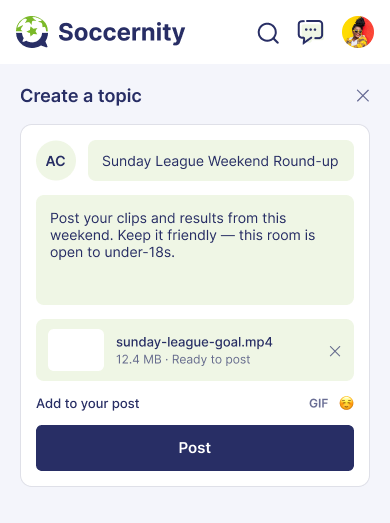 Soccernity
Create a topic
AC
Sunday League Weekend Round-up
Post your clips and results from this
weekend. Keep it friendly — this room is
open to under-18s.
sunday-league-goal.mp4
12.4 MB · Ready to post
Add to your post
GIF
Post